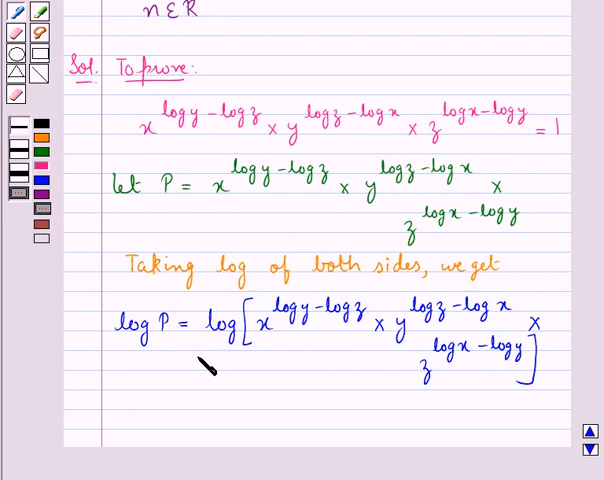 n ∈ R
Sol. To prove:
x^(log y - log z) × y^(log z - log x) × z^(log x - log y) = 1
let P = x^(log y - log z) × y^(log z - log x) ×
z^(log x - log y)
Taking log of both sides, we get
log P = log[x^(log y - log z) × y^(log z - log x) ×
z^(log x - log y)]